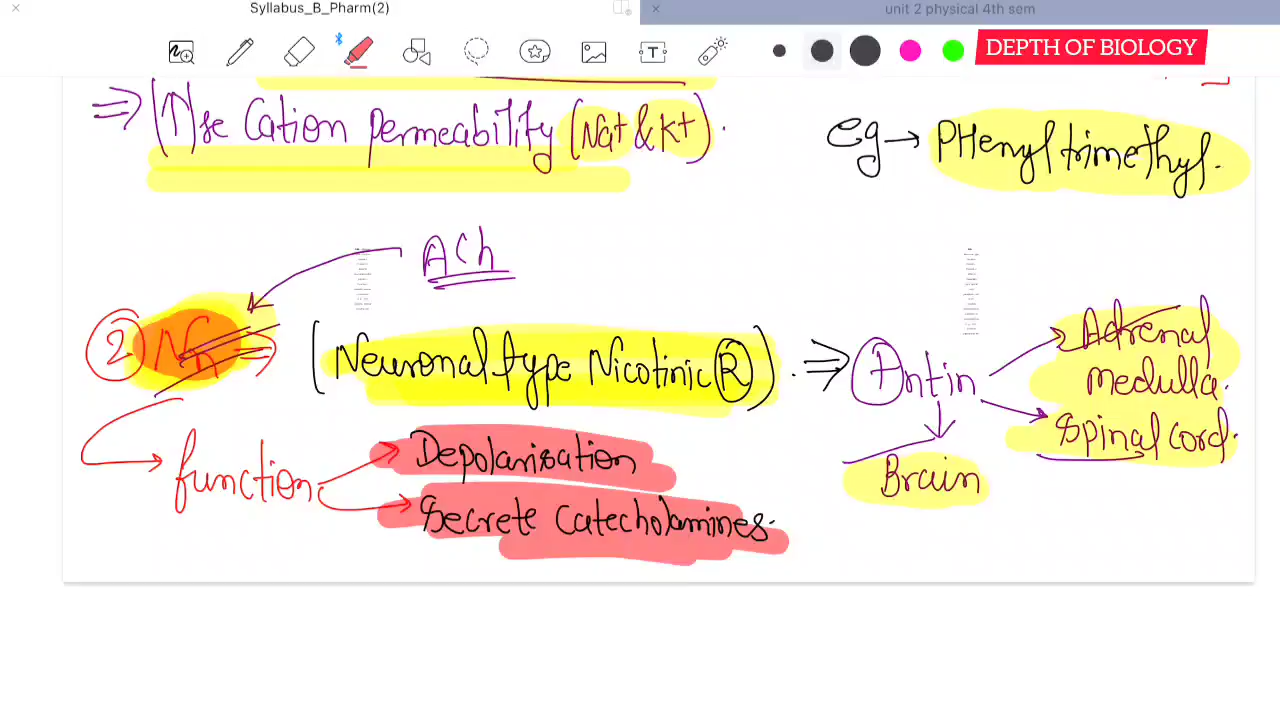 Syllabus_B_Pharm(2)
unit 2 physical 4th sem
DEPTH OF BIOLOGY
⇒ (↑)se Cation permeability (Na+ & K+).
eg → PHenyltrimethyl.
ACh
② Nn ⇒ (Neuronal type Nicotinic Ⓡ). ⇒ Pntin
Adrenal medulla.
Spinal cord.
Brain
function
Depolarisation
Secrete Catecholamines.